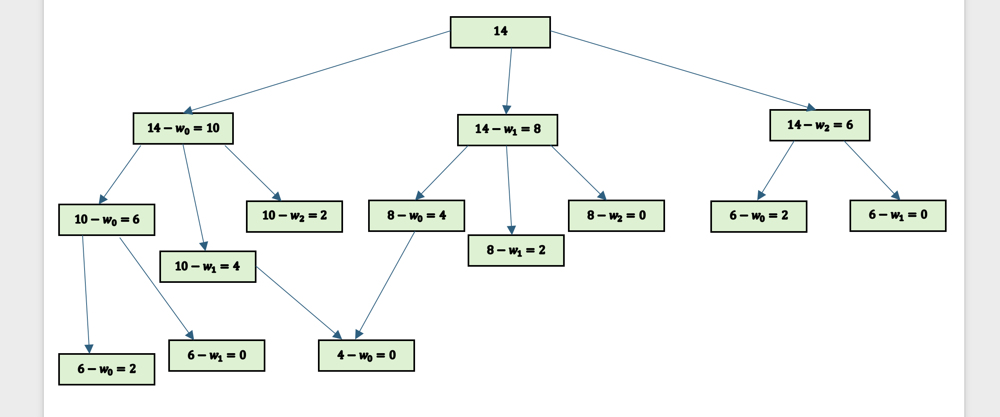 14
14 − w₀ = 10
14 − w₁ = 8
14 − w₂ = 6
10 − w₀ = 6
10 − w₁ = 4
10 − w₂ = 2
8 − w₀ = 4
8 − w₁ = 2
8 − w₂ = 0
6 − w₀ = 2
6 − w₁ = 0
6 − w₀ = 2
6 − w₁ = 0
4 − w₀ = 0